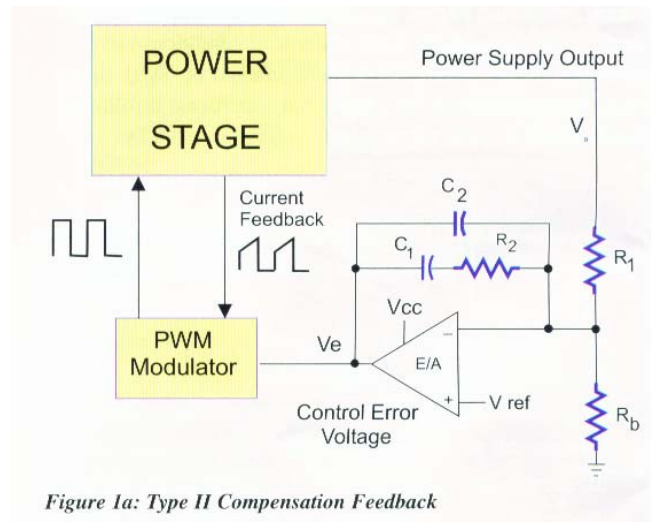 POWER
STAGE
Power Supply Output
V o
Current
Feedback
C2
C1
R2
R1
Vcc
PWM
Modulator
Ve
−
E/A
+
V ref
Control Error
Voltage
Rb
Figure 1a: Type II Compensation Feedback